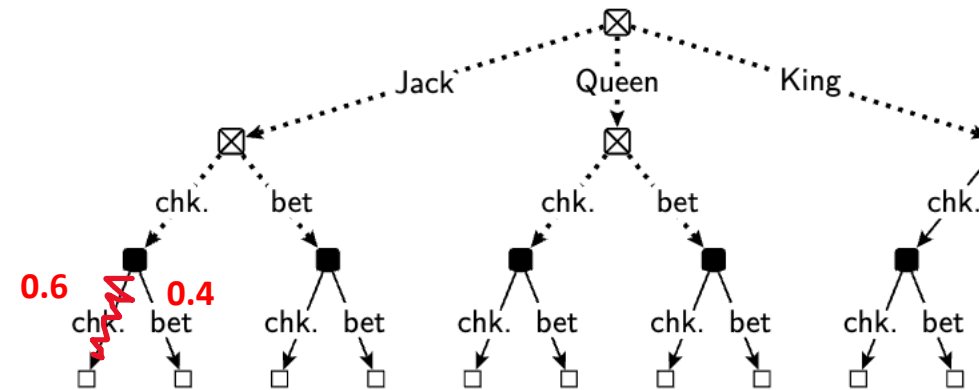 Jack Queen King
chk. bet chk. bet chk.
0.6 0.4
chk. bet chk. bet chk. bet chk. bet chk. bet